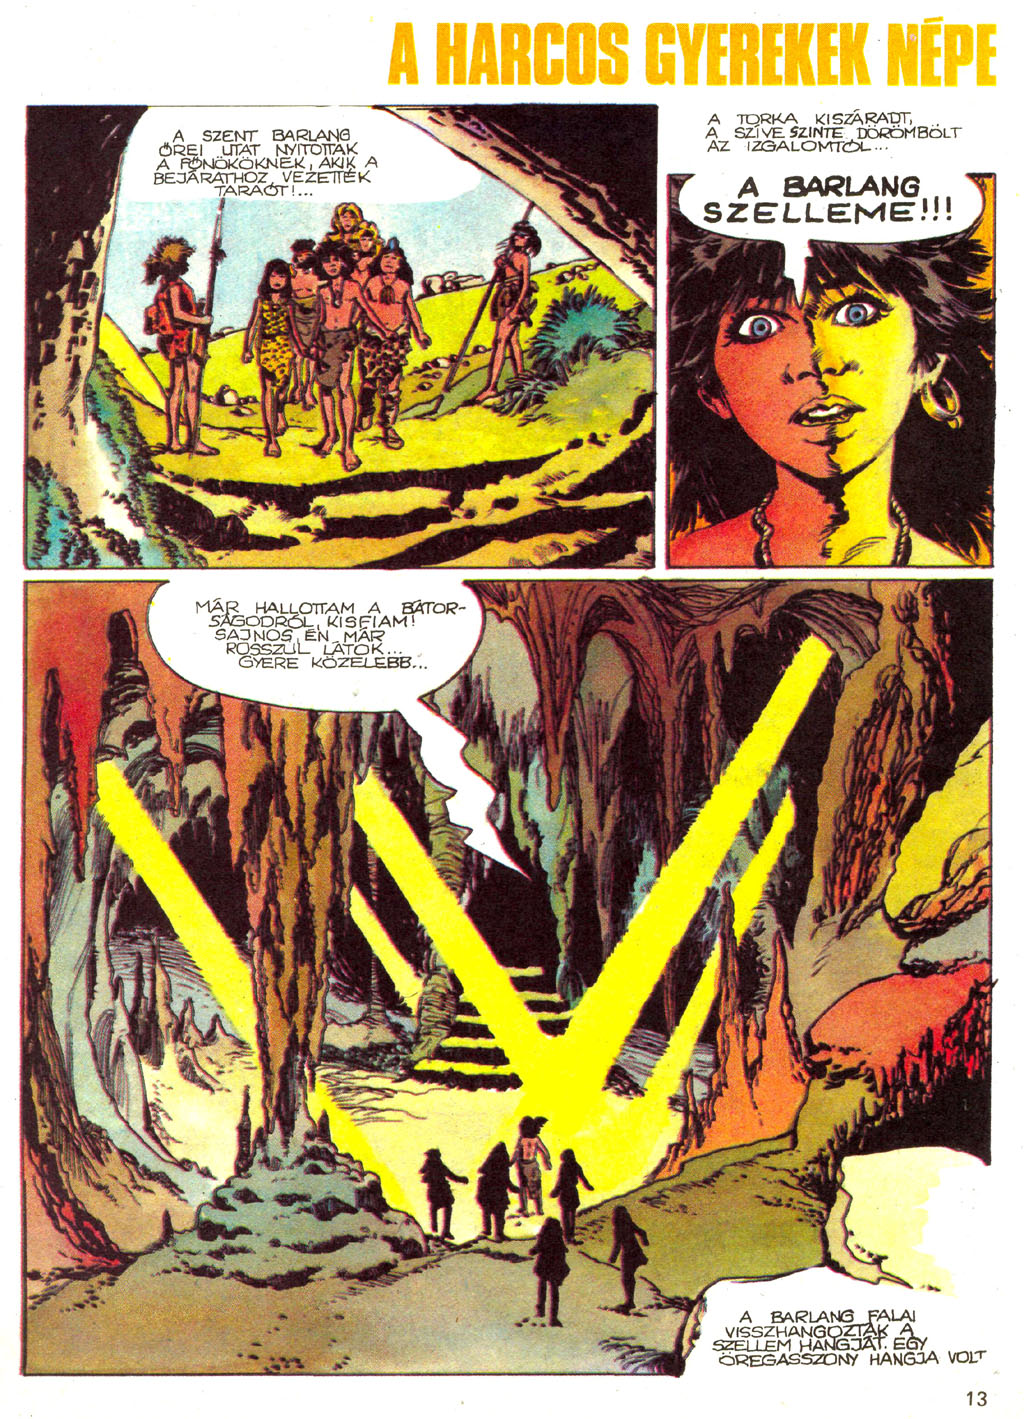 A HARCOS GYEREKEK NÉPE
A SZENT BARLANG
ŐREI UTAT NYITOTTAK
A FŐNÖKÖKNEK, AKIK A
BEJÁRATHOZ VEZETTÉK
TARAÓT!...
A TORKA KISZÁRADT,
A SZÍVE SZINTE DÖRÖMBÖLT
AZ IZGALOMTÓL...
A BARLANG
SZELLEME!!!
MÁR HALLOTTAM A BÁTOR-
SÁGODRÓL, KISFIAM!
SAJNOS, ÉN MÁR
ROSSZUL LÁTOK...
GYERE KÖZELEBB...
A BARLANG FALAI
VISSZHANGOZTÁK A
SZELLEM HANGJÁT. EGY
ÖREGASSZONY HANGJA VOLT
13